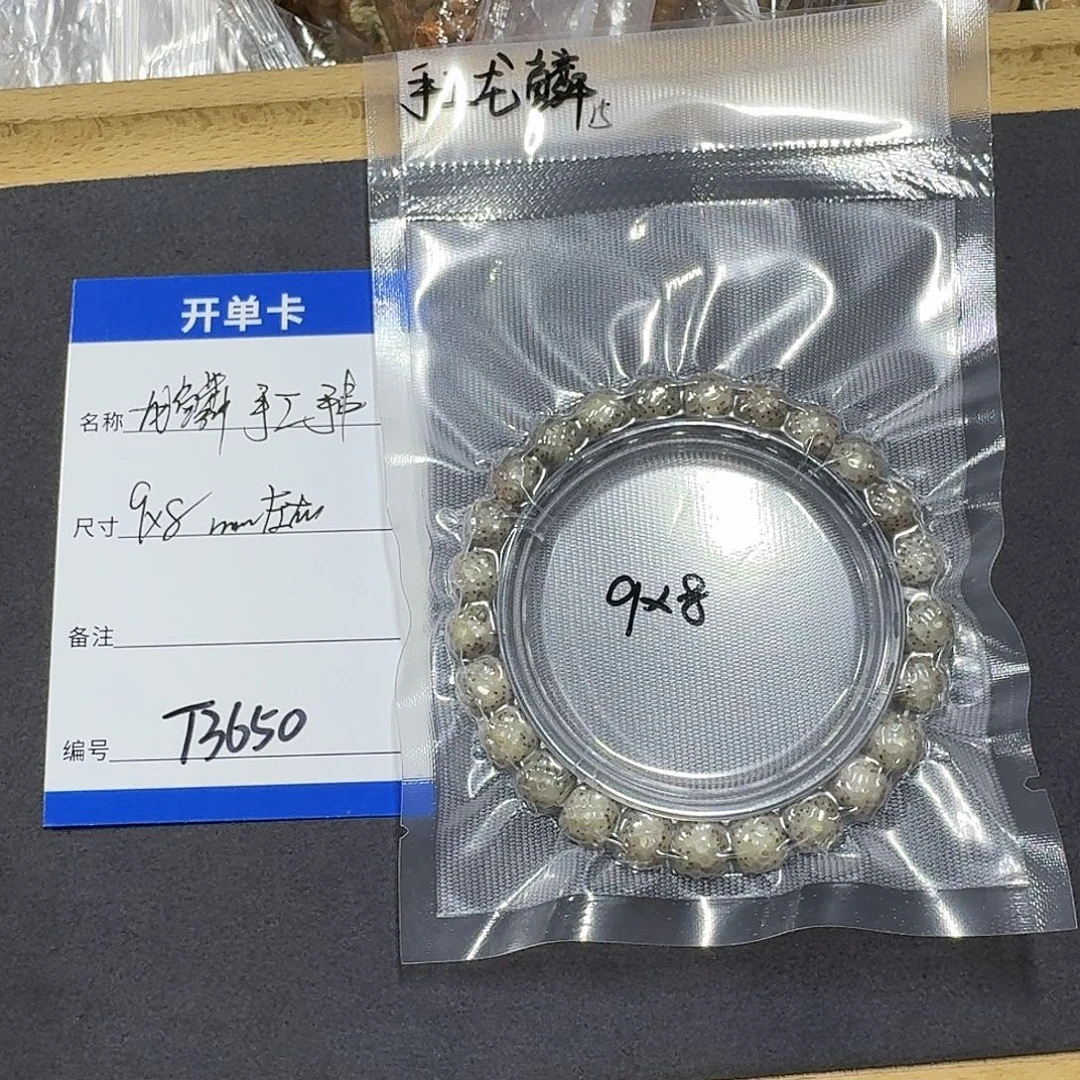 手工龙鳞
开单卡
名称 龙鳞 手工手串
尺寸 9x8 mm左右
备注
编号 T3650
9x8